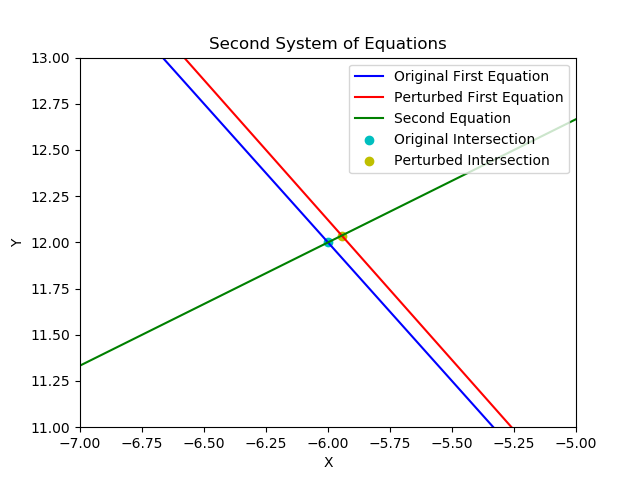 Second System of Equations
Original First Equation
Perturbed First Equation
Second Equation
Original Intersection
Perturbed Intersection
13.00
12.75
12.50
12.25
12.00
11.75
11.50
11.25
11.00
Y
−7.00 −6.75 −6.50 −6.25 −6.00 −5.75 −5.50 −5.25 −5.00
X